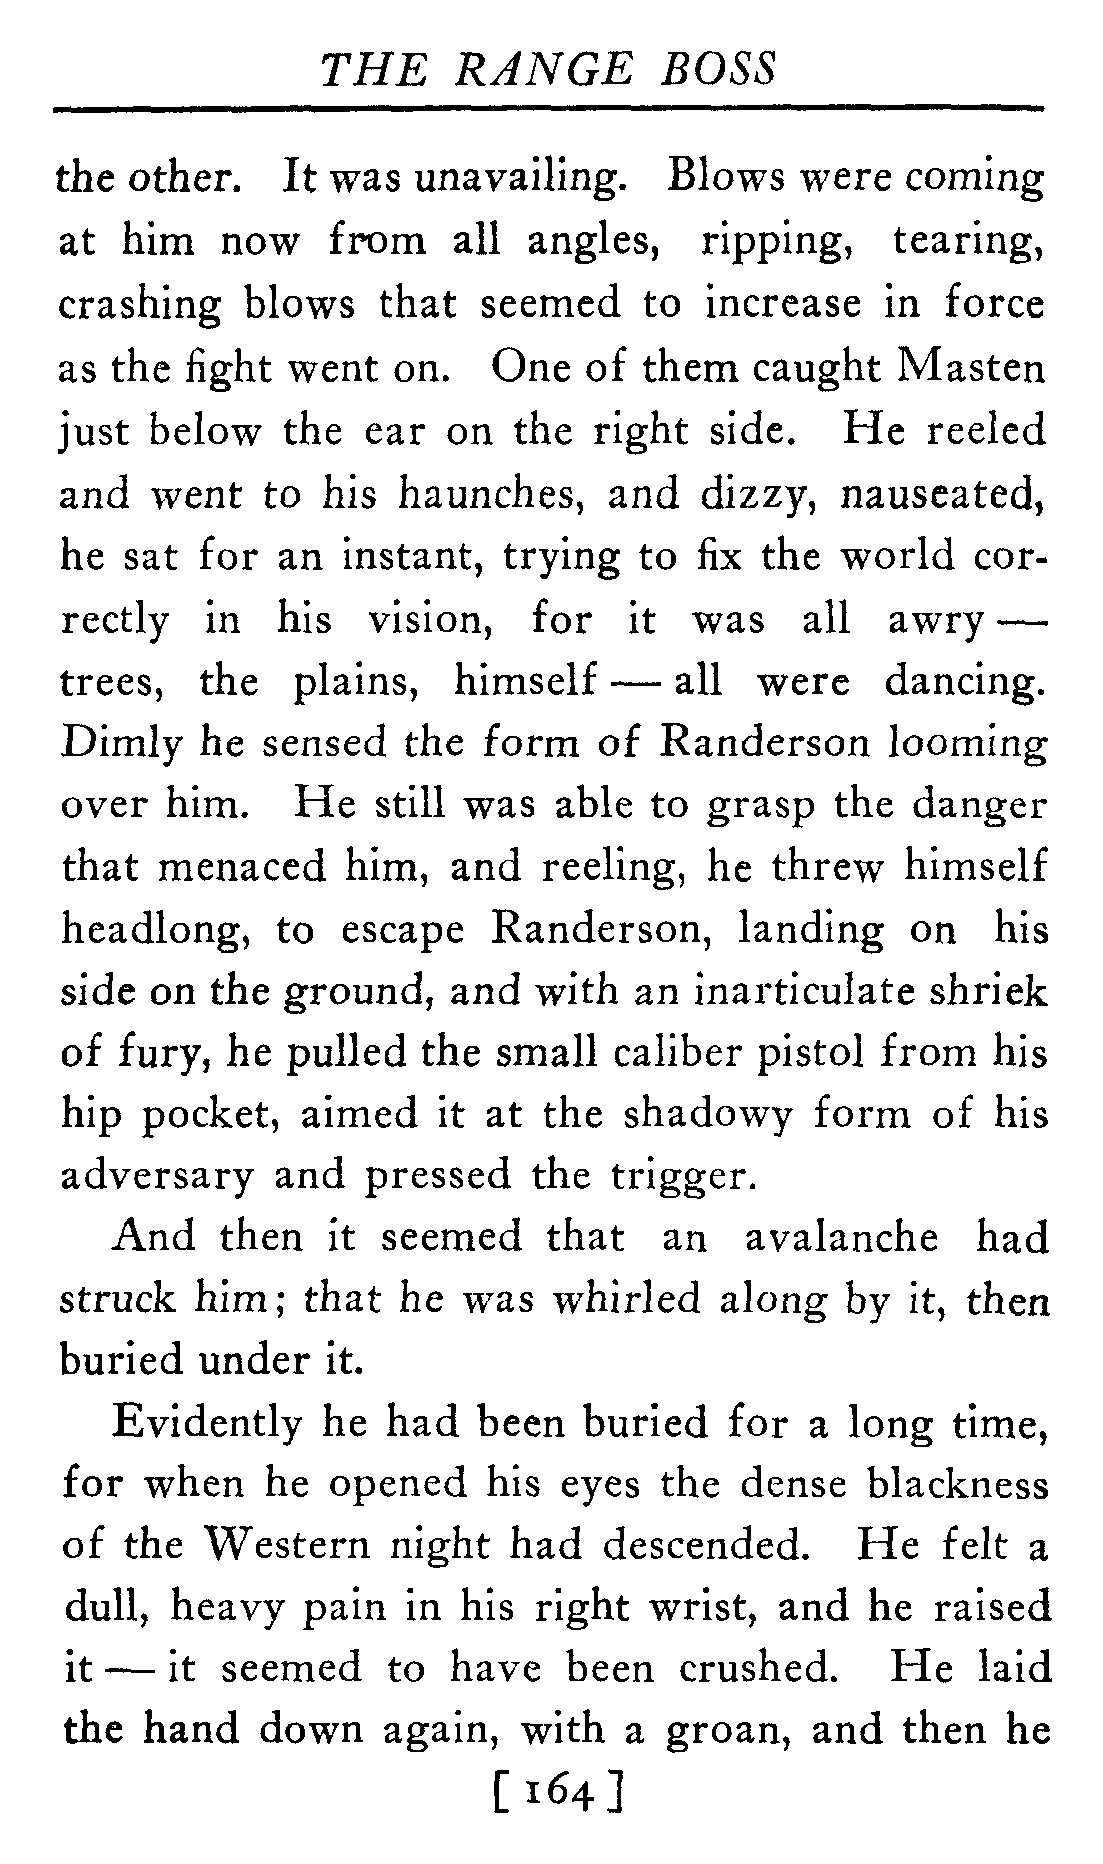 THE RANGE BOSS
the other. It was unavailing. Blows were coming
at him now from all angles, ripping, tearing,
crashing blows that seemed to increase in force
as the fight went on. One of them caught Masten
just below the ear on the right side. He reeled
and went to his haunches, and dizzy, nauseated,
he sat for an instant, trying to fix the world cor-
rectly in his vision, for it was all awry —
trees, the plains, himself — all were dancing.
Dimly he sensed the form of Randerson looming
over him. He still was able to grasp the danger
that menaced him, and reeling, he threw himself
headlong, to escape Randerson, landing on his
side on the ground, and with an inarticulate shriek
of fury, he pulled the small caliber pistol from his
hip pocket, aimed it at the shadowy form of his
adversary and pressed the trigger.
And then it seemed that an avalanche had
struck him; that he was whirled along by it, then
buried under it.
Evidently he had been buried for a long time,
for when he opened his eyes the dense blackness
of the Western night had descended. He felt a
dull, heavy pain in his right wrist, and he raised
it — it seemed to have been crushed. He laid
the hand down again, with a groan, and then he
[ 164 ]